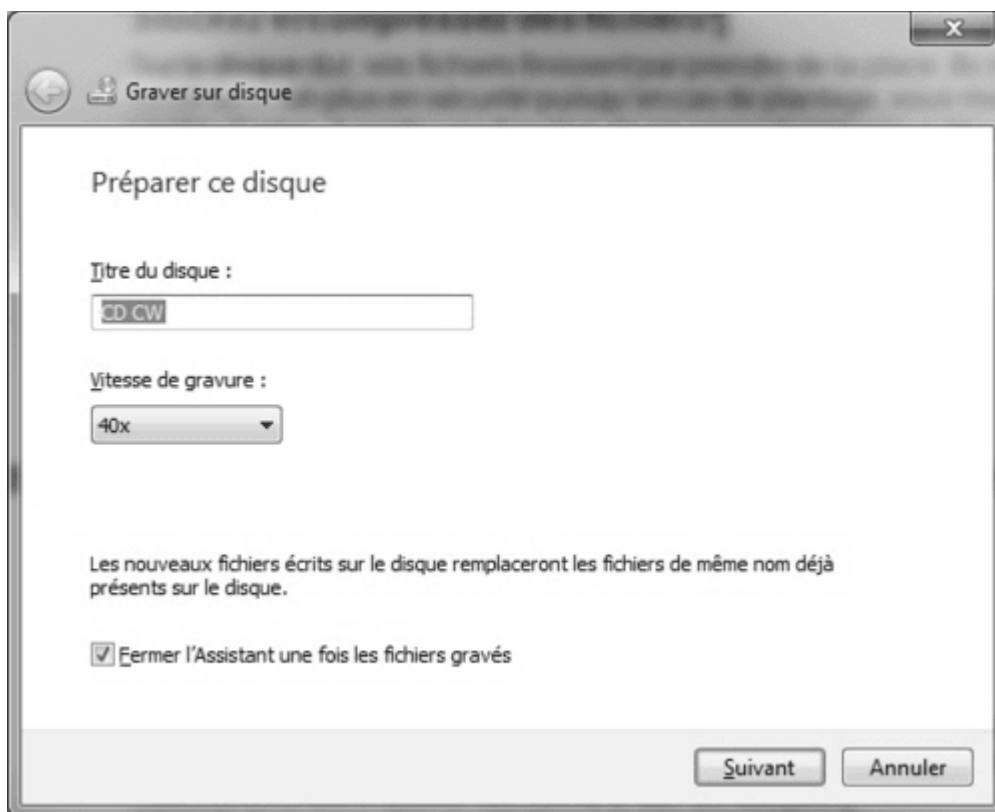 Graver sur disque
Préparer ce disque
Titre du disque :
CD CW
Vitesse de gravure :
40x
Les nouveaux fichiers écrits sur le disque remplaceront les fichiers de même nom déjà
présents sur le disque.
Fermer l'Assistant une fois les fichiers gravés
Suivant
Annuler